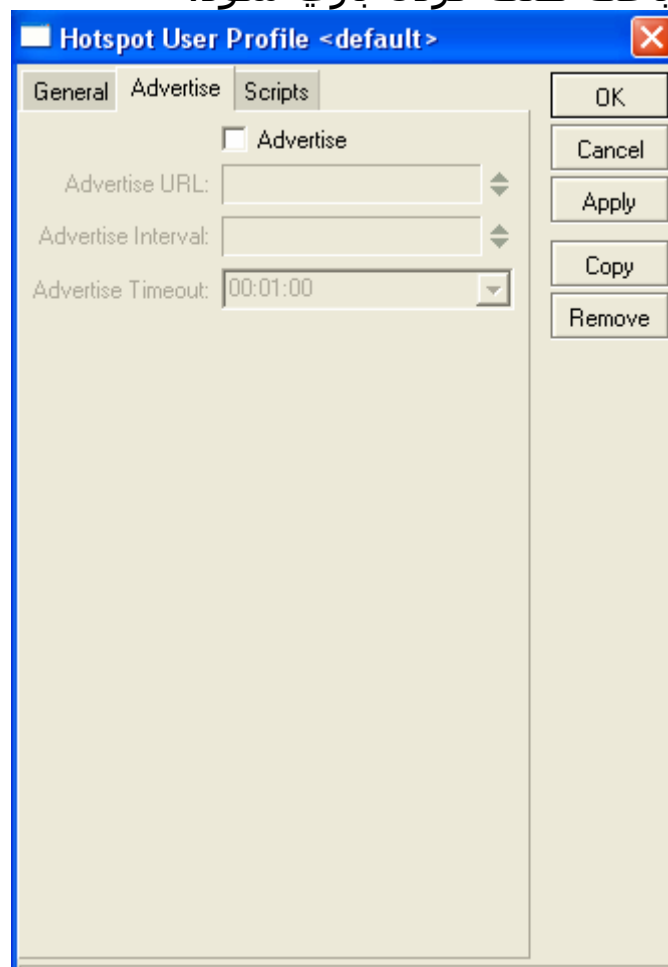 Hotspot User Profile <default>
General Advertise Scripts
Advertise
Advertise URL:
Advertise Interval:
Advertise Timeout: 00:01:00
OK
Cancel
Apply
Copy
Remove